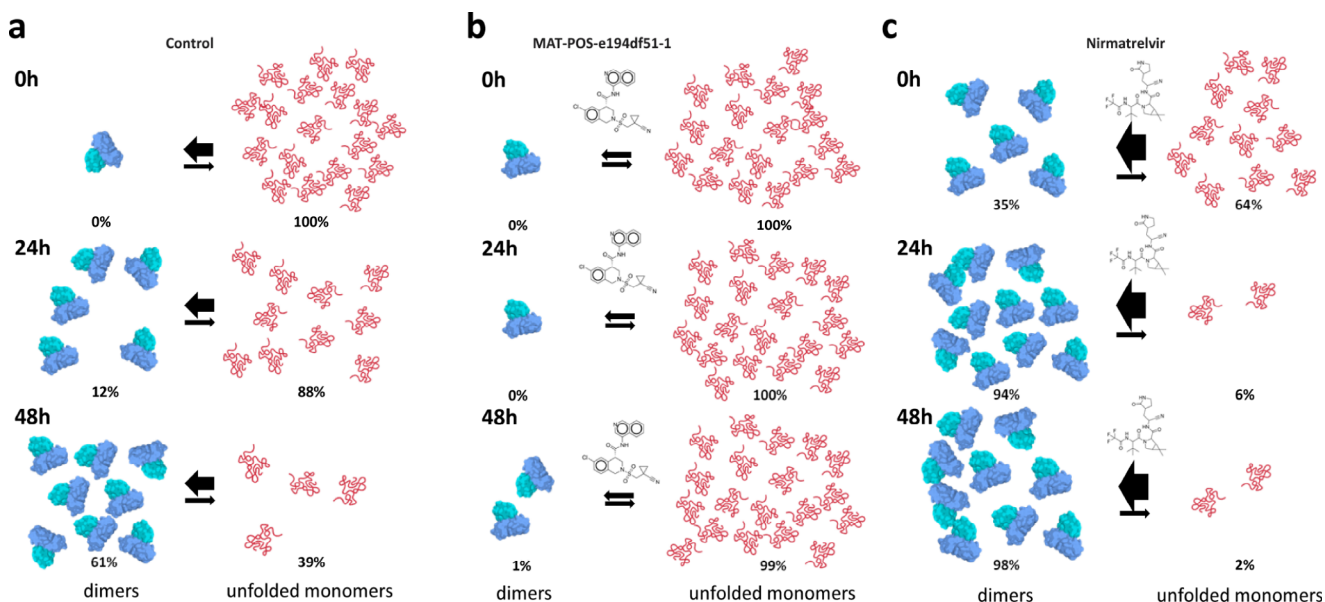 a
Control
0h
0%
100%
24h
12%
88%
48h
61%
39%
dimers
unfolded monomers
b
MAT-POS-e194df51-1
0h
0%
100%
24h
0%
100%
48h
1%
99%
dimers
unfolded monomers
c
Nirmatrelvir
0h
35%
64%
24h
94%
6%
48h
98%
2%
dimers
unfolded monomers